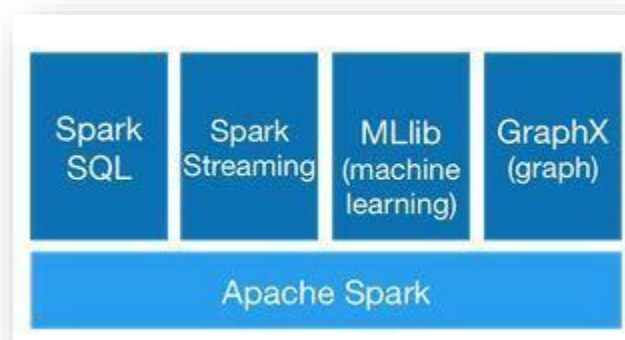 Spark
SQL
Spark
Streaming
MLlib
(machine
learning)
GraphX
(graph)
Apache Spark